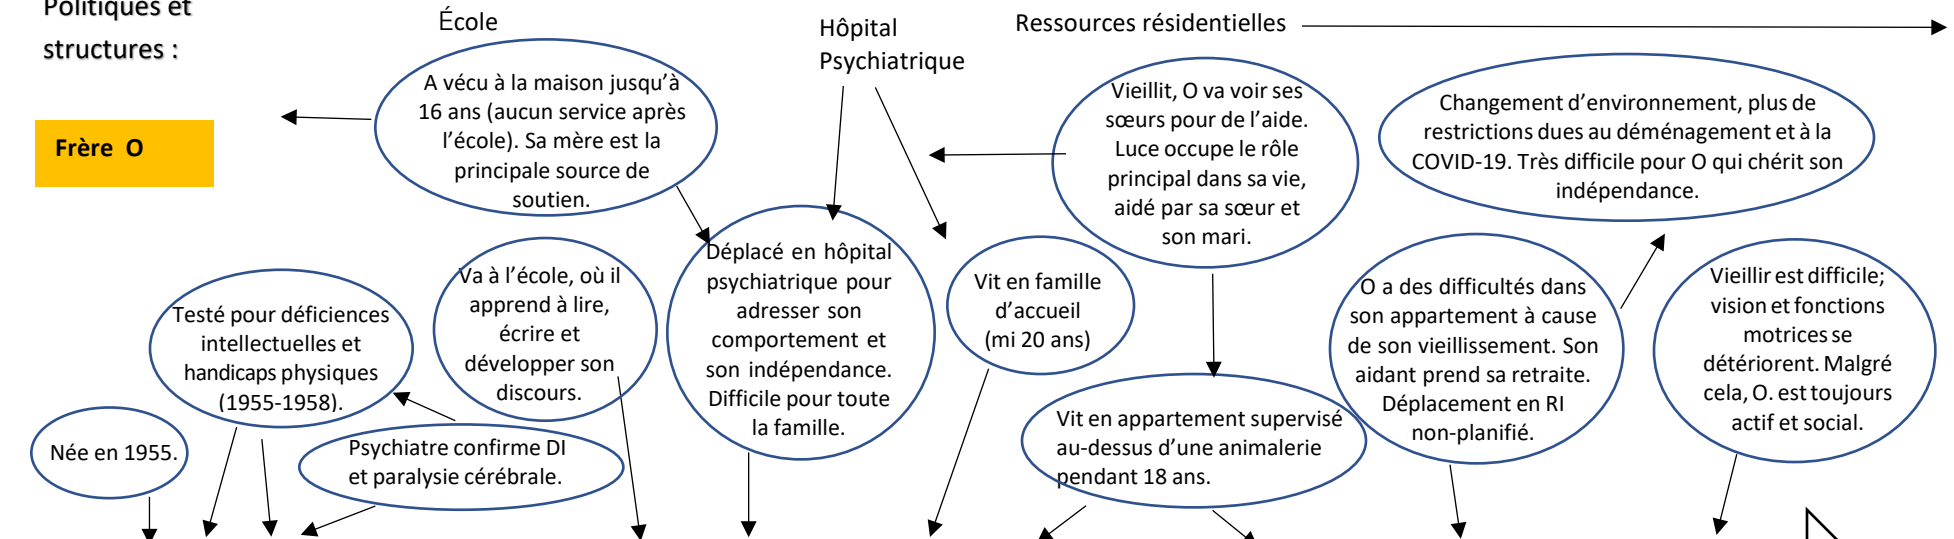 Politiques et
structures :
École
Hôpital
Psychiatrique
Ressources résidentielles
Frère O
A vécu à la maison jusqu’à
16 ans (aucun service après
l’école). Sa mère est la
principale source de
soutien.
Vieillit, O va voir ses
sœurs pour de l’aide.
Luce occupe le rôle
principal dans sa vie,
aidé par sa sœur et
son mari.
Changement d’environnement, plus de
restrictions dues au déménagement et à la
COVID-19. Très difficile pour O qui chérit son
indépendance.
Née en 1955.
Testé pour déficiences
intellectuelles et
handicaps physiques
(1955-1958).
Psychiatre confirme DI
et paralysie cérébrale.
Va à l’école, où il
apprend à lire,
écrire et
développer son
discours.
Déplacé en hôpital
psychiatrique pour
adresser son
comportement et
son indépendance.
Difficile pour toute
la famille.
Vit en famille
d’accueil
(mi 20 ans)
Vit en appartement supervisé
au-dessus d’une animalerie
pendant 18 ans.
O a des difficultés dans
son appartement à cause
de son vieillissement. Son
aidant prend sa retraite.
Déplacement en RI
non-planifié.
Vieillir est difficile;
vision et fonctions
motrices se
détériorent. Malgré
cela, O. est toujours
actif et social.